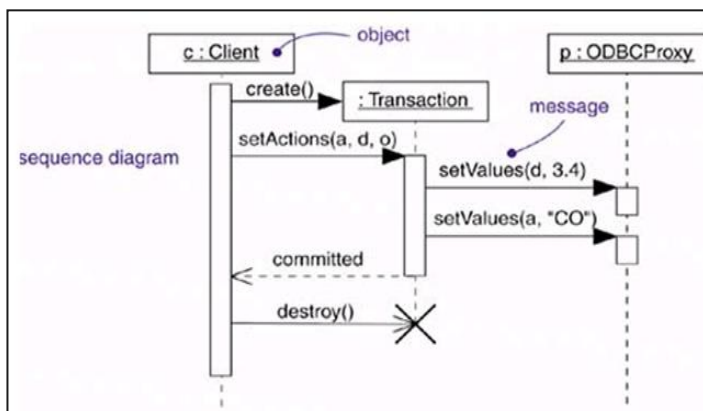 object
c : Client
p : ODBCProxy
create()
: Transaction
message
setActions(a, d, o)
sequence diagram
setValues(d, 3.4)
setValues(a, "CO")
committed
destroy()